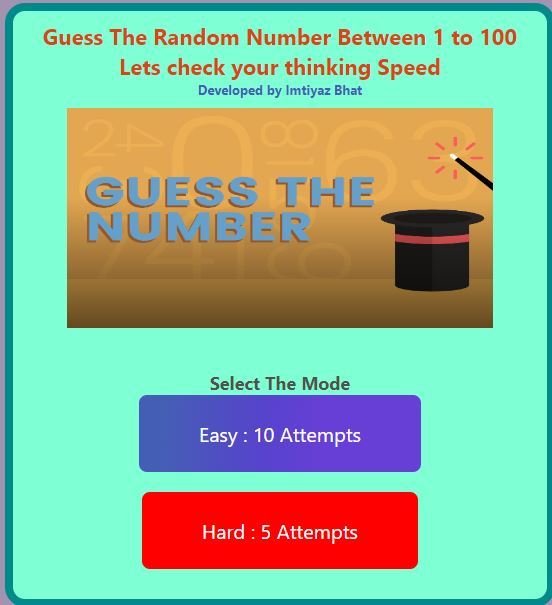 Guess The Random Number Between 1 to 100
Lets check your thinking Speed
Developed by Imtiyaz Bhat
GUESS THE
NUMBER
Select The Mode
Easy : 10 Attempts
Hard : 5 Attempts